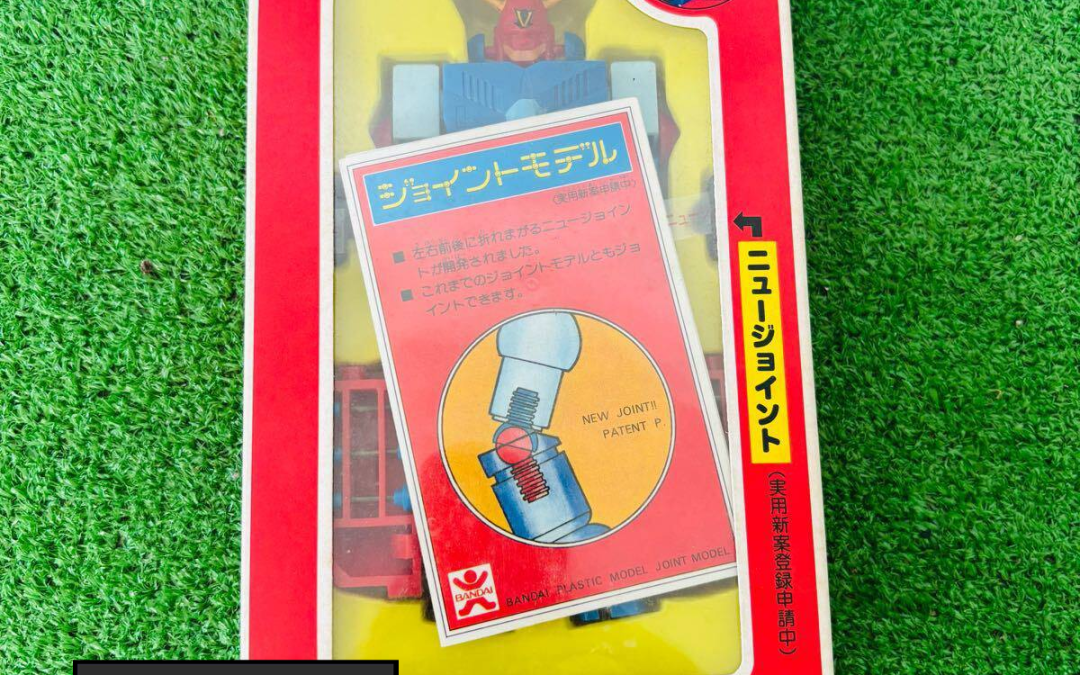 V
ジョイントモデル
(実用新案申請中)
■ 左右前後に折れまがるニュージョイン
トが開発されました。
■ これまでのジョイントモデルともジョ
イントできます。
NEW JOINT!!
PATENT P.
BANDAI
BANDAI PLASTIC MODEL JOINT MODEL
ニュー
ニュージョイント
(実用新案登録申請中)